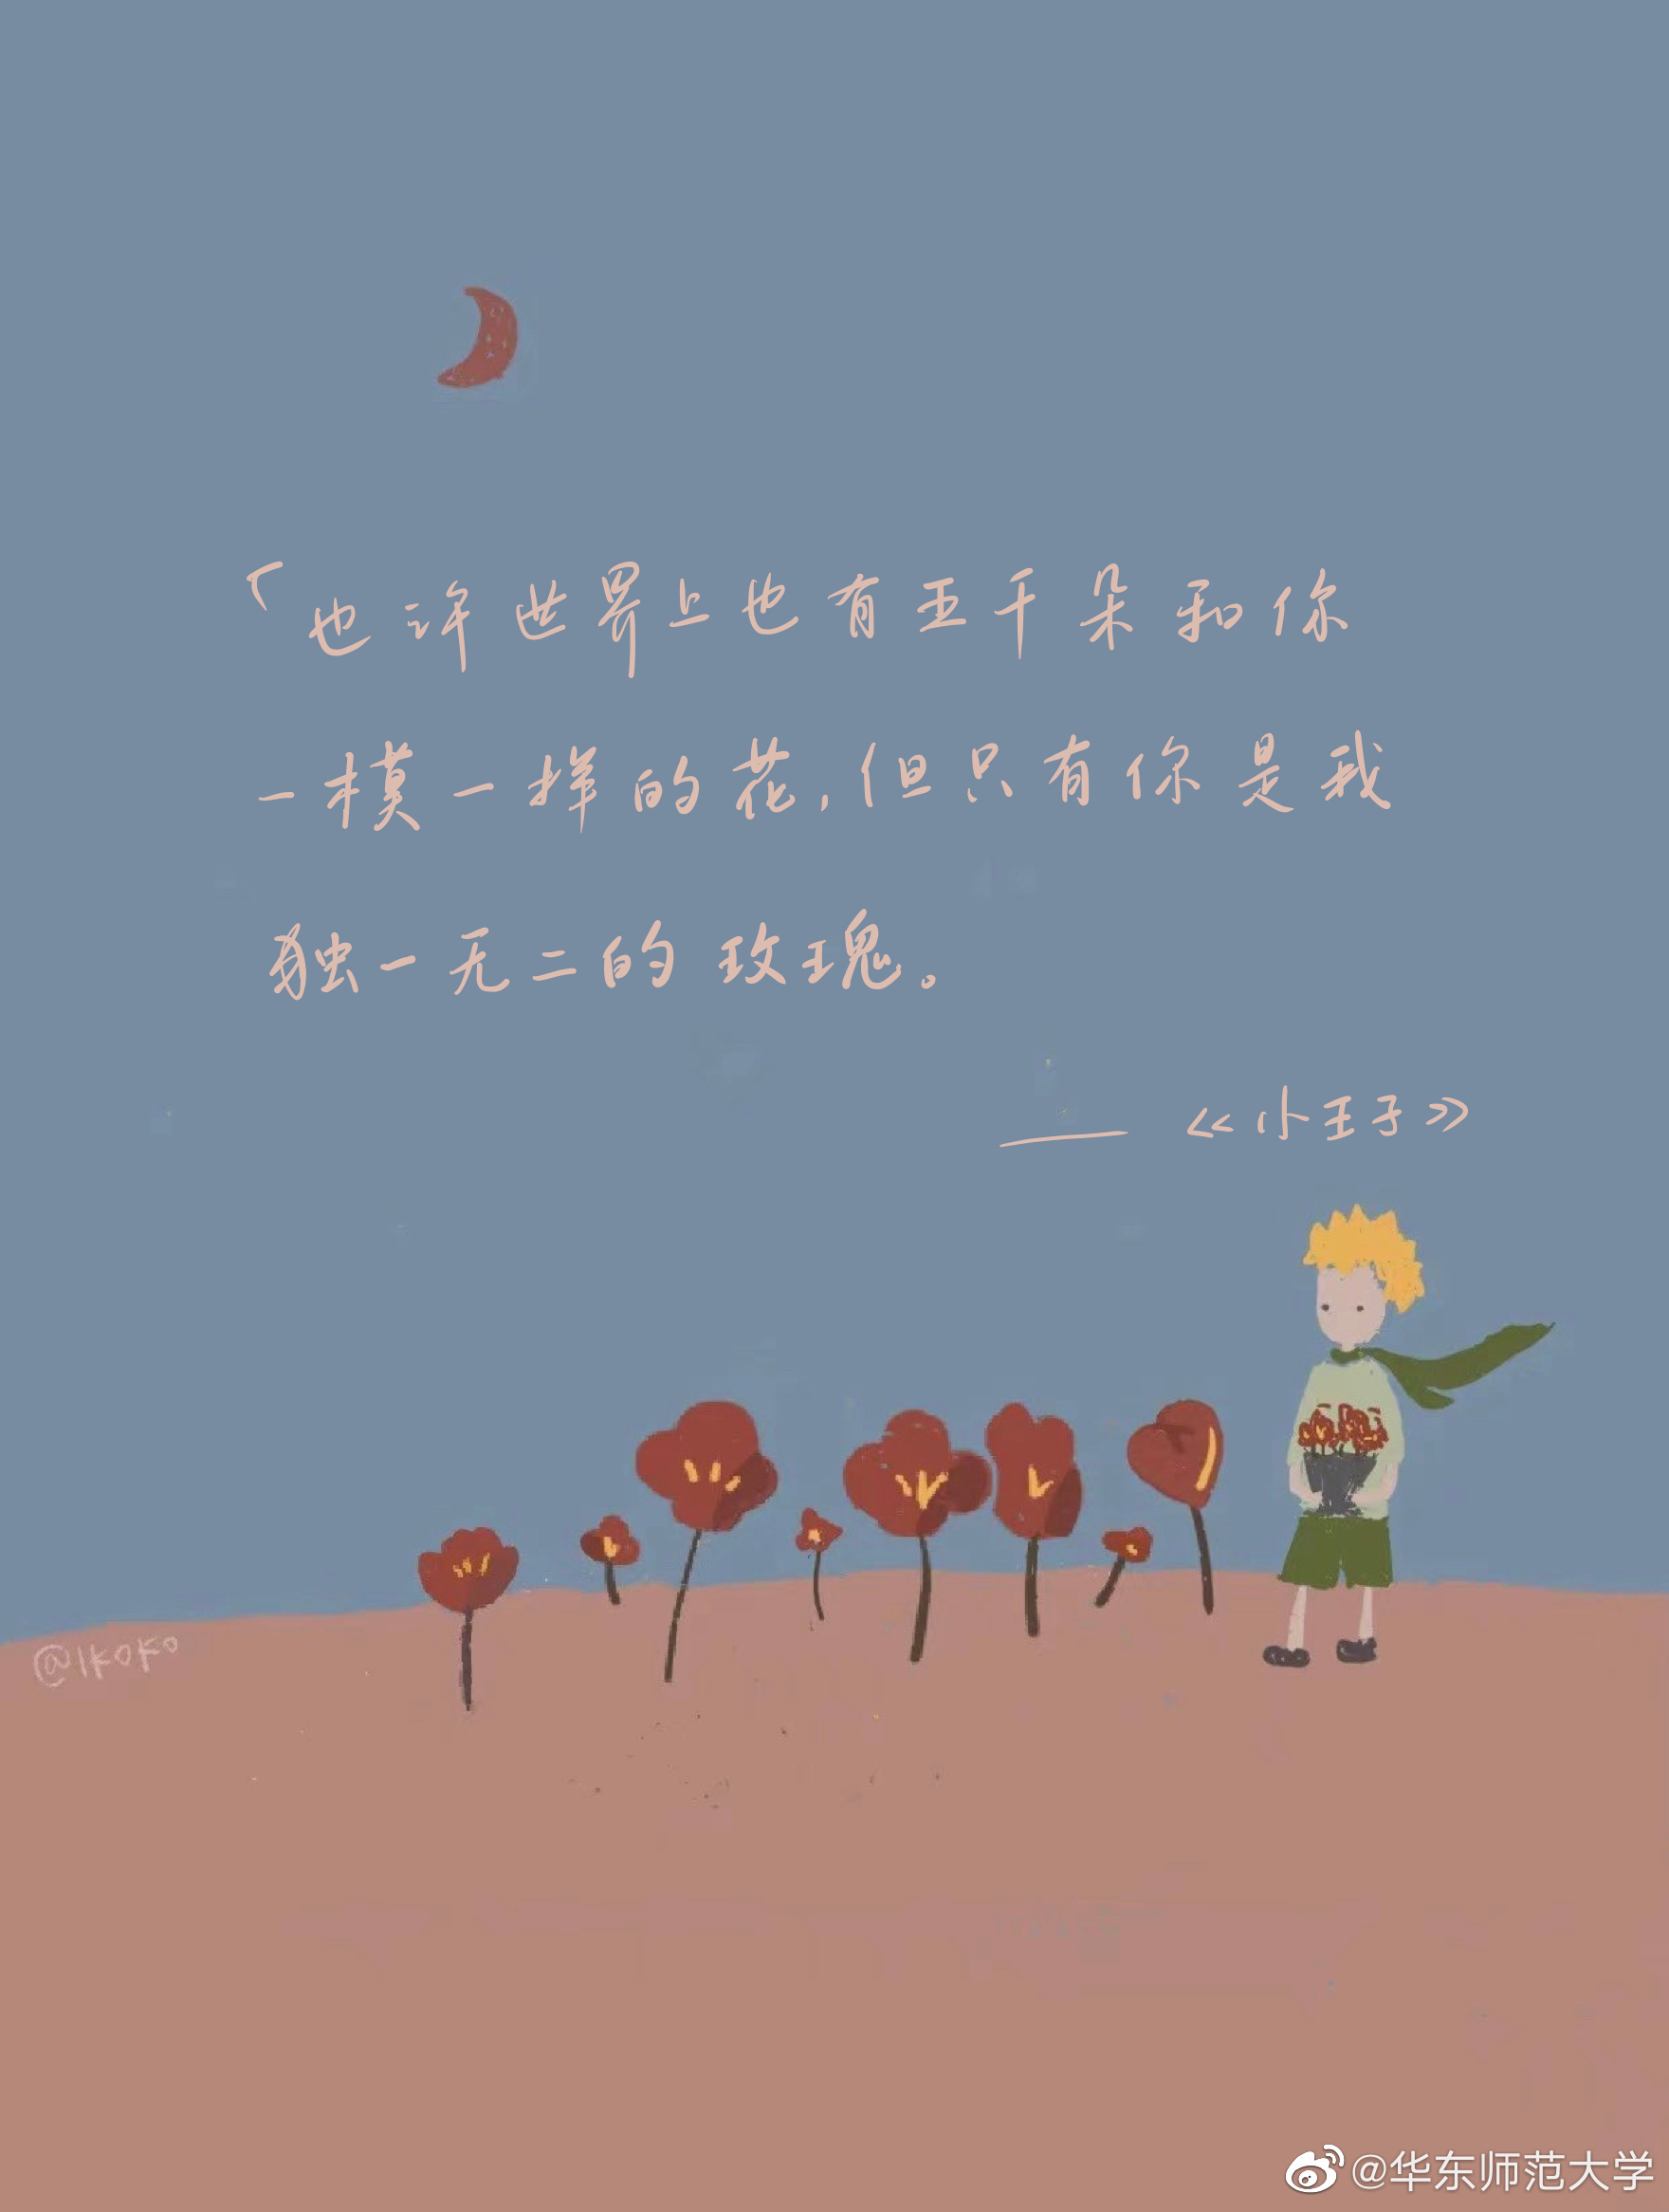 「也许世界上也有五千朵和你
一模一样的花,但只有你是我
独一无二的玫瑰。
——《小王子》
@IKOKO
@华东师范大学